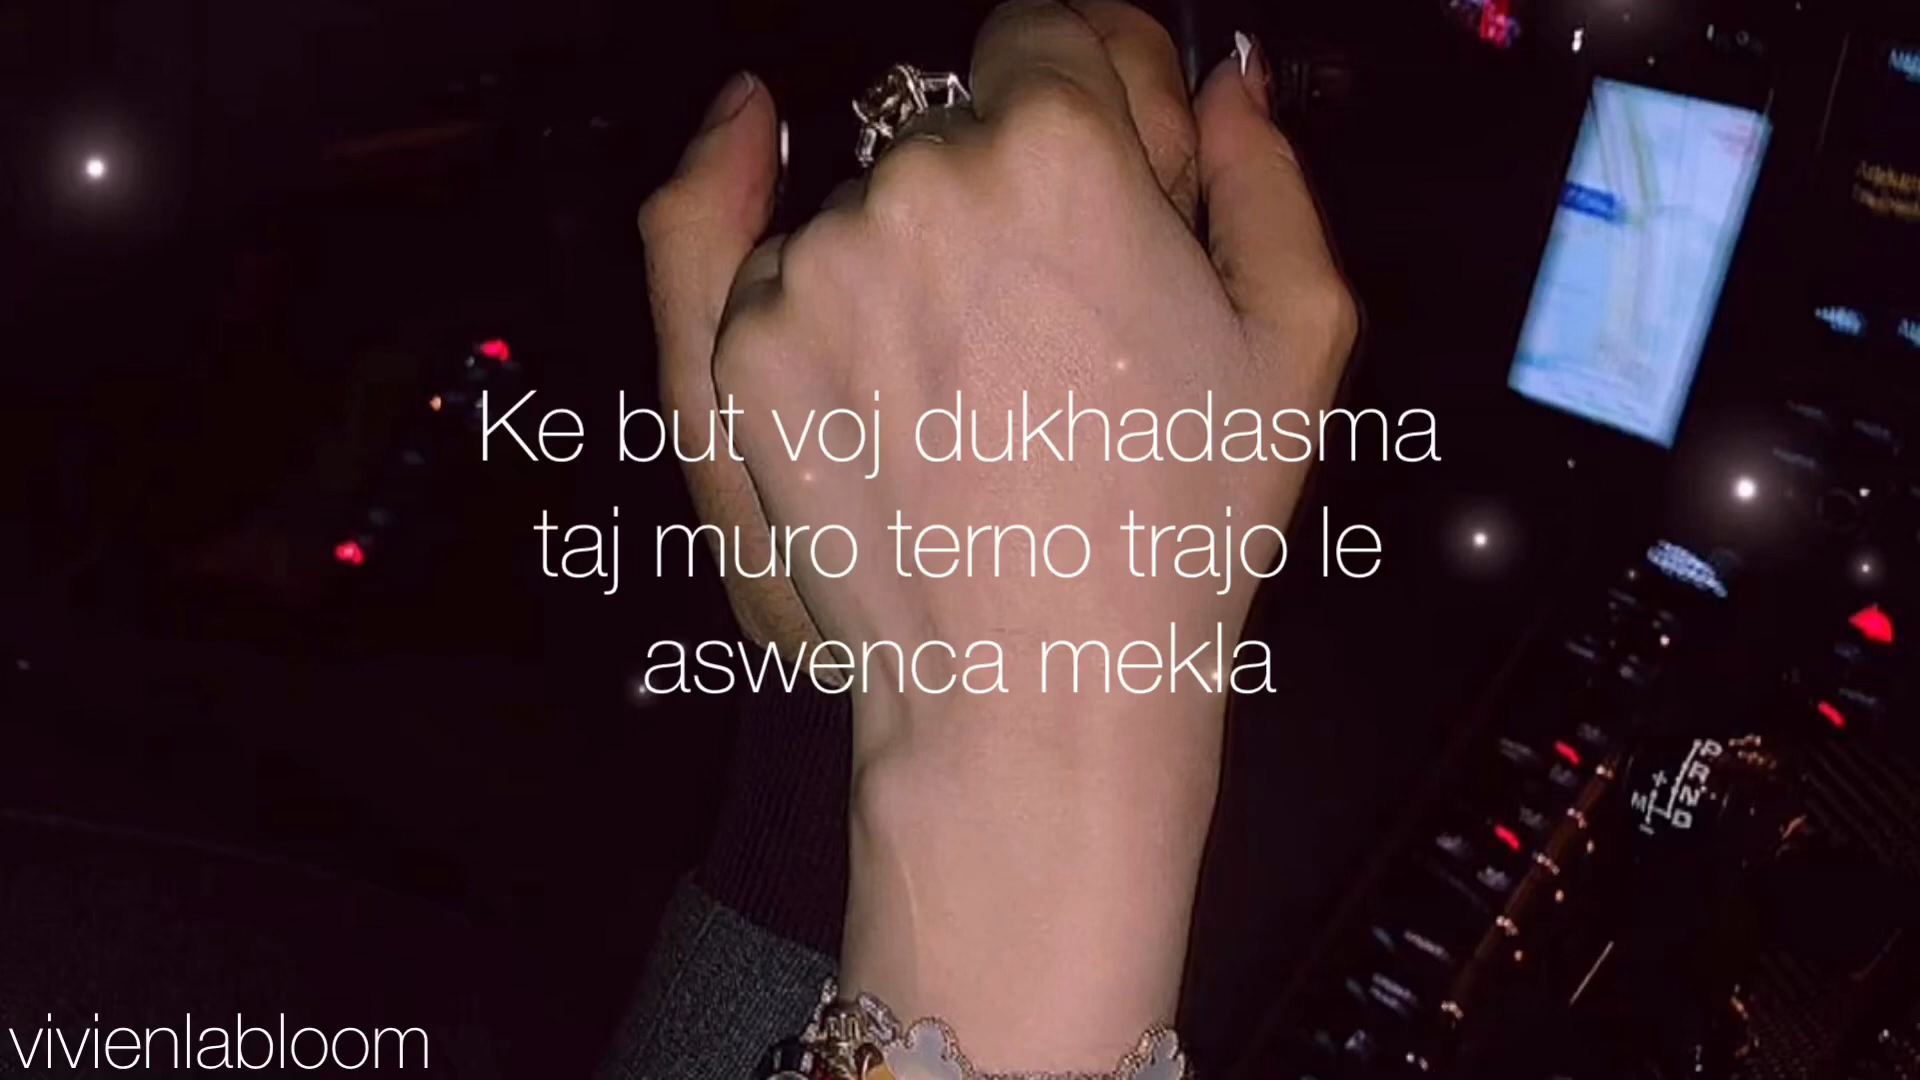 Ke but voj dukhadasma
taj muro terno trajo le
aswenca mekla
P
R
N
D
+
M
-
vivienlabloom